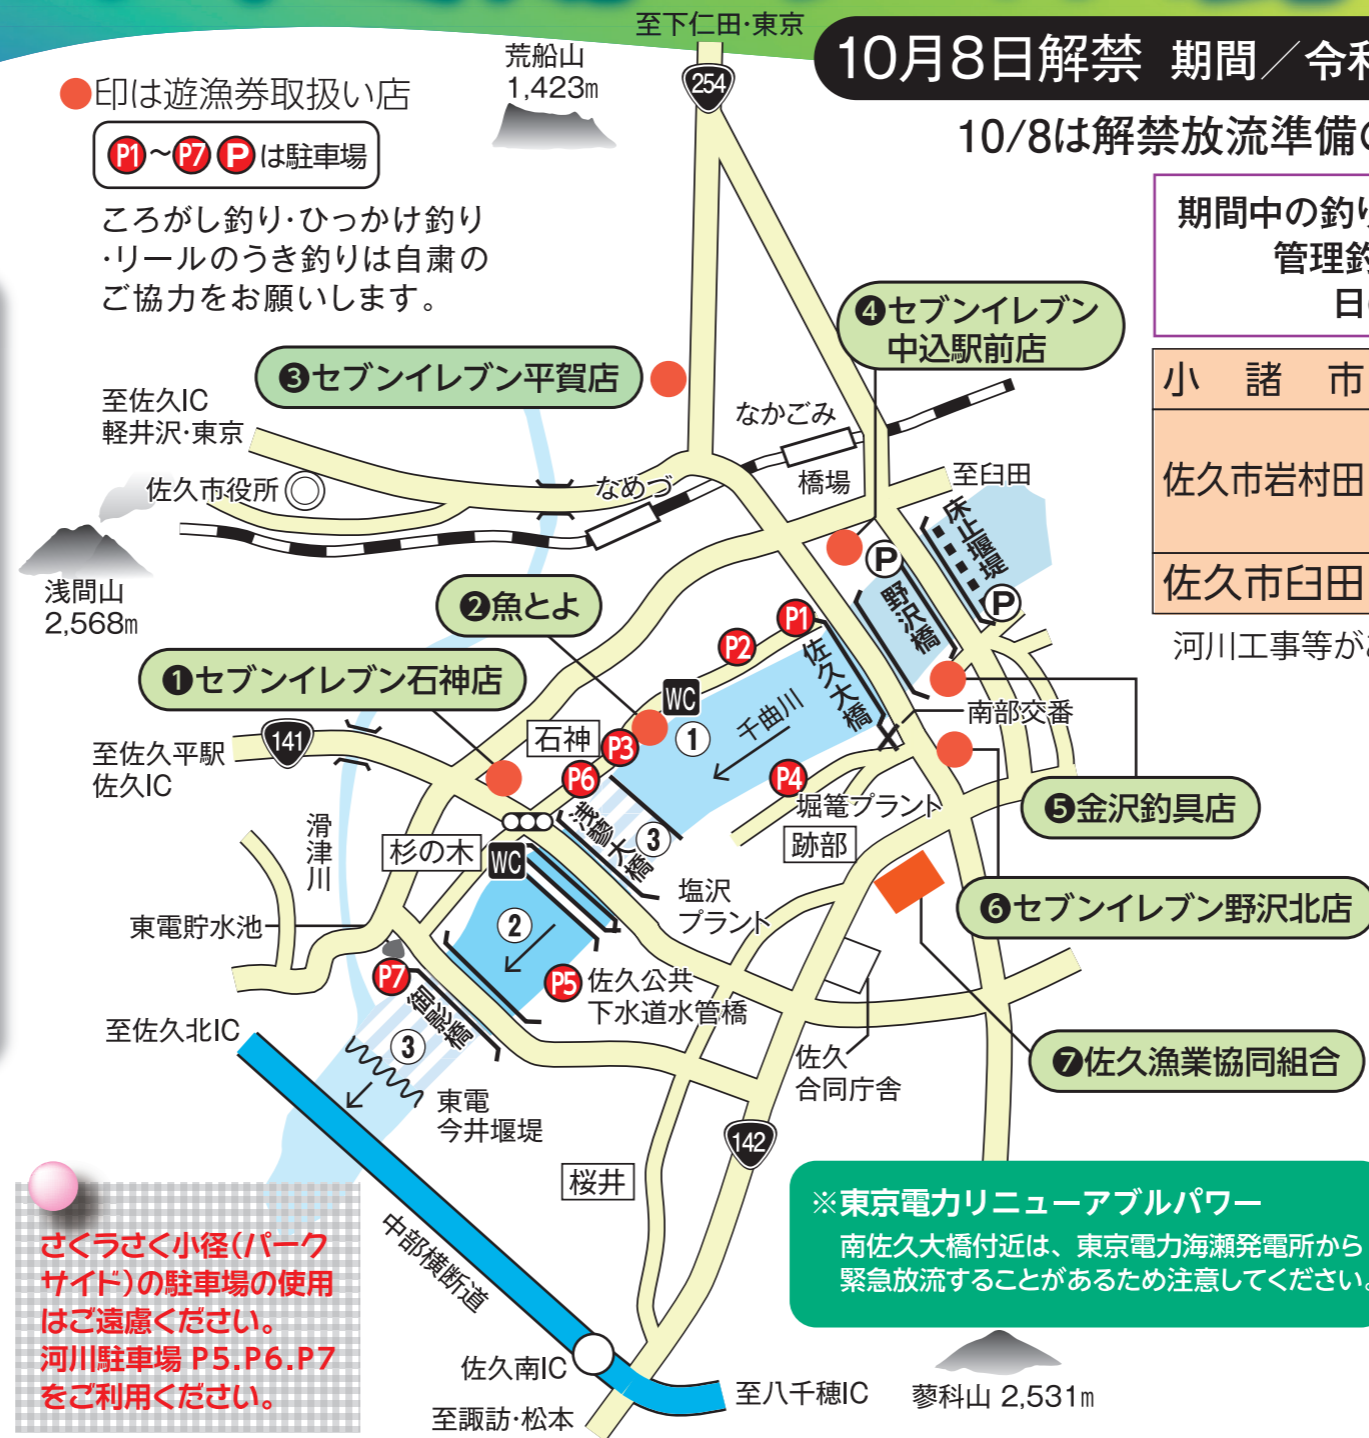 至下仁田･東京
10月8日解禁 期間／令和
10/8は解禁放流準備の
●印は遊漁券取扱い店
P1～P7 Pは駐車場
ころがし釣り･ひっかけ釣り
･リールのうき釣りは自粛の
ご協力をお願いします。
荒船山
1,423m
254
期間中の釣り
管理釣
日の
小 諸 市
佐久市岩村田
佐久市臼田
河川工事等があ
❹セブンイレブン
中込駅前店
❸セブンイレブン平賀店
至佐久IC
軽井沢･東京
なかごみ
佐久市役所
なめづ
橋場
至臼田
床止堰堤
P
P
野沢橋
浅間山
2,568m
❷魚とよ
P1
P2
佐久大橋
❶セブンイレブン石神店
WC
千曲川
南部交番
石神
P3
①
141
至佐久平駅
佐久IC
P6
P4
堀篭プラント
❺金沢釣具店
滑津川
浅蓼大橋
③
跡部
杉の木
WC
塩沢
プラント
❻セブンイレブン野沢北店
東電貯水池
②
P7
P5
佐久公共
下水道水管橋
御影橋
至佐久北IC
③
佐久
合同庁舎
❼佐久漁業協同組合
東電
今井堰堤
142
桜井
※東京電力リニューアブルパワー
南佐久大橋付近は、東京電力海瀬発電所から
緊急放流することがあるため注意してください。
さくらさく小径(パーク
サイド)の駐車場の使用
はご遠慮ください。
河川駐車場 P5.P6.P7
をご利用ください。
中部横断道
佐久南IC
至八千穂IC
至諏訪･松本
蓼科山 2,531m